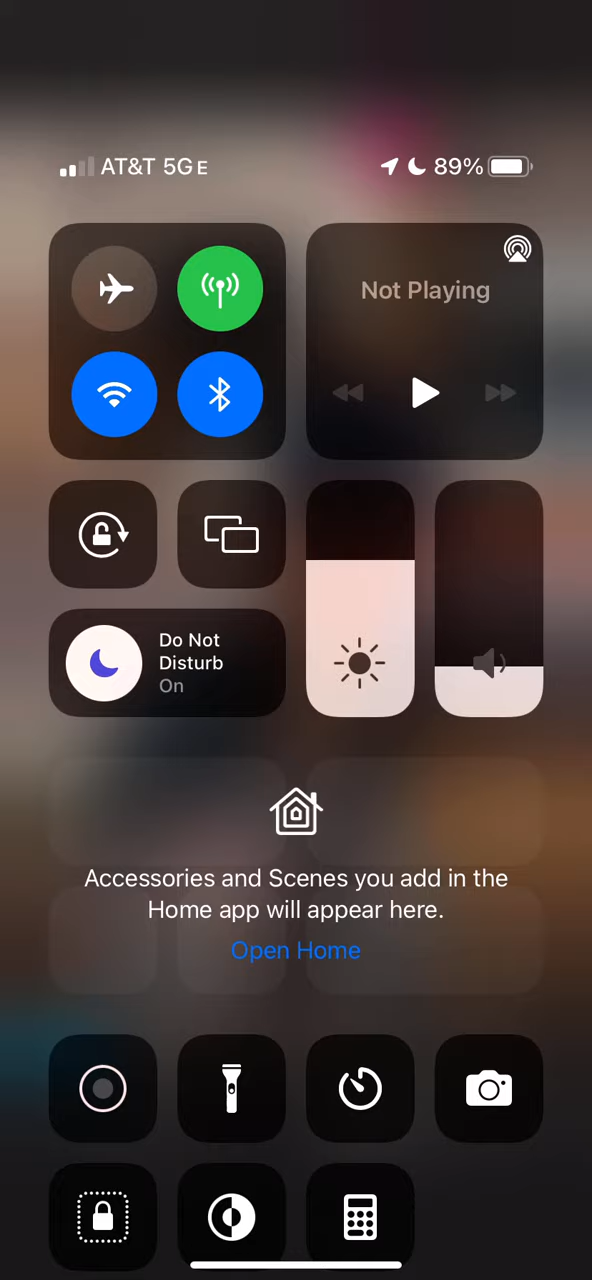 AT&T 5GE
89%
Not Playing
Do Not
Disturb
On
Accessories and Scenes you add in the
Home app will appear here.
Open Home